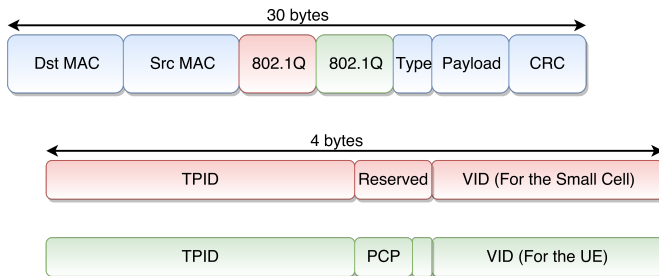 30 bytes
Dst MAC Src MAC 802.1Q 802.1Q Type Payload CRC
4 bytes
TPID Reserved VID (For the Small Cell)
TPID PCP VID (For the UE)